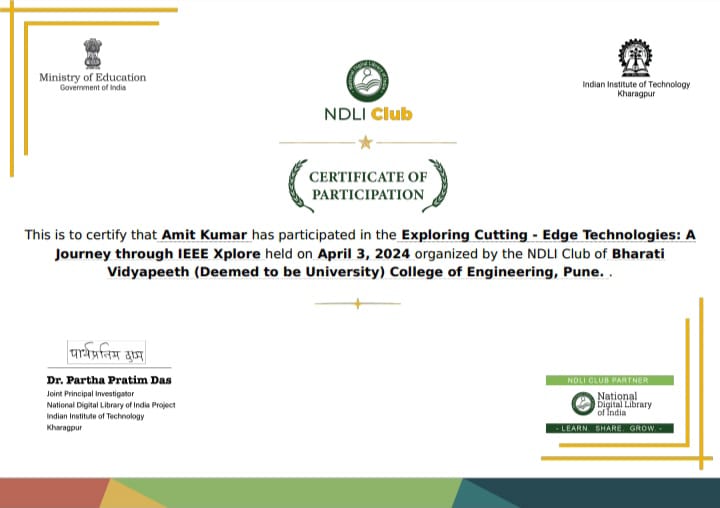 Ministry of Education
Government of India
NDLI Club
Indian Institute of Technology
Kharagpur
CERTIFICATE OF
PARTICIPATION
This is to certify that Amit Kumar has participated in the Exploring Cutting - Edge Technologies: A
Journey through IEEE Xplore held on April 3, 2024 organized by the NDLI Club of Bharati
Vidyapeeth (Deemed to be University) College of Engineering, Pune. .
Dr. Partha Pratim Das
Joint Principal Investigator
National Digital Library of India Project
Indian Institute of Technology
Kharagpur
NDLI CLUB PARTNER
National
Digital Library
of India
- LEARN. SHARE. GROW. -